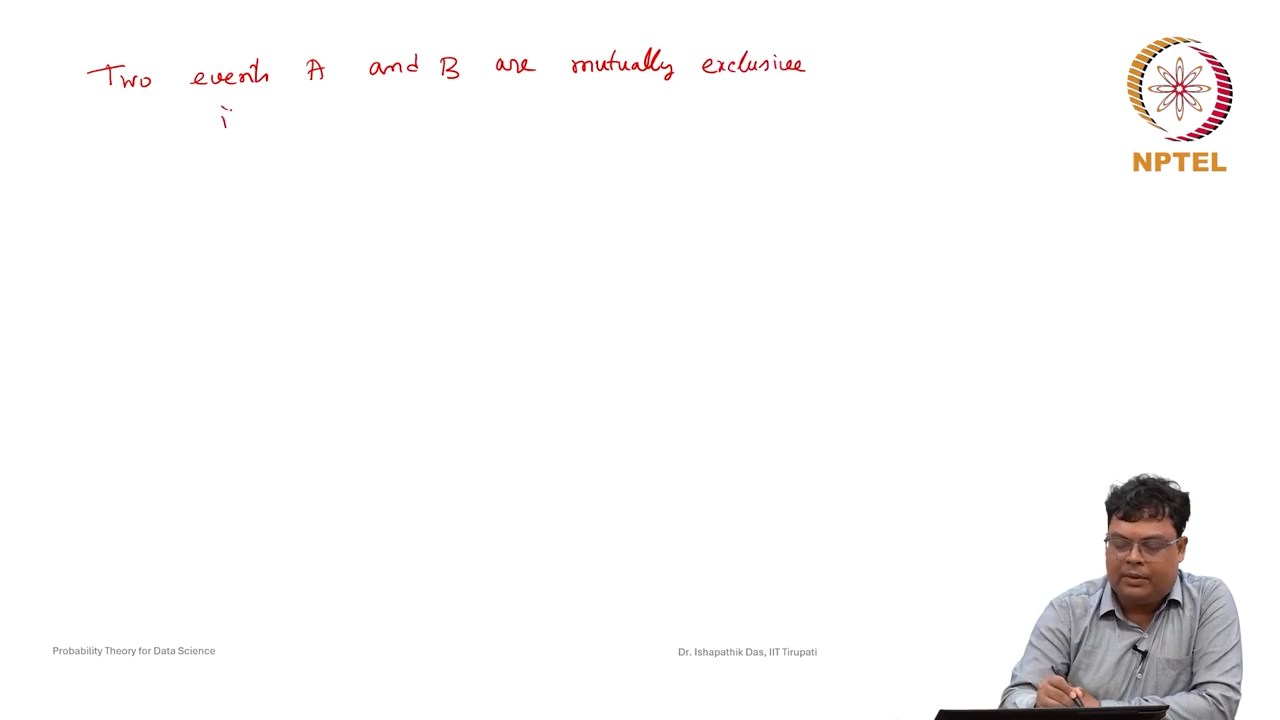 Two events A and B are mutually exclusive
i
NPTEL
Probability Theory for Data Science
Dr. Ishapathik Das, IIT Tirupati